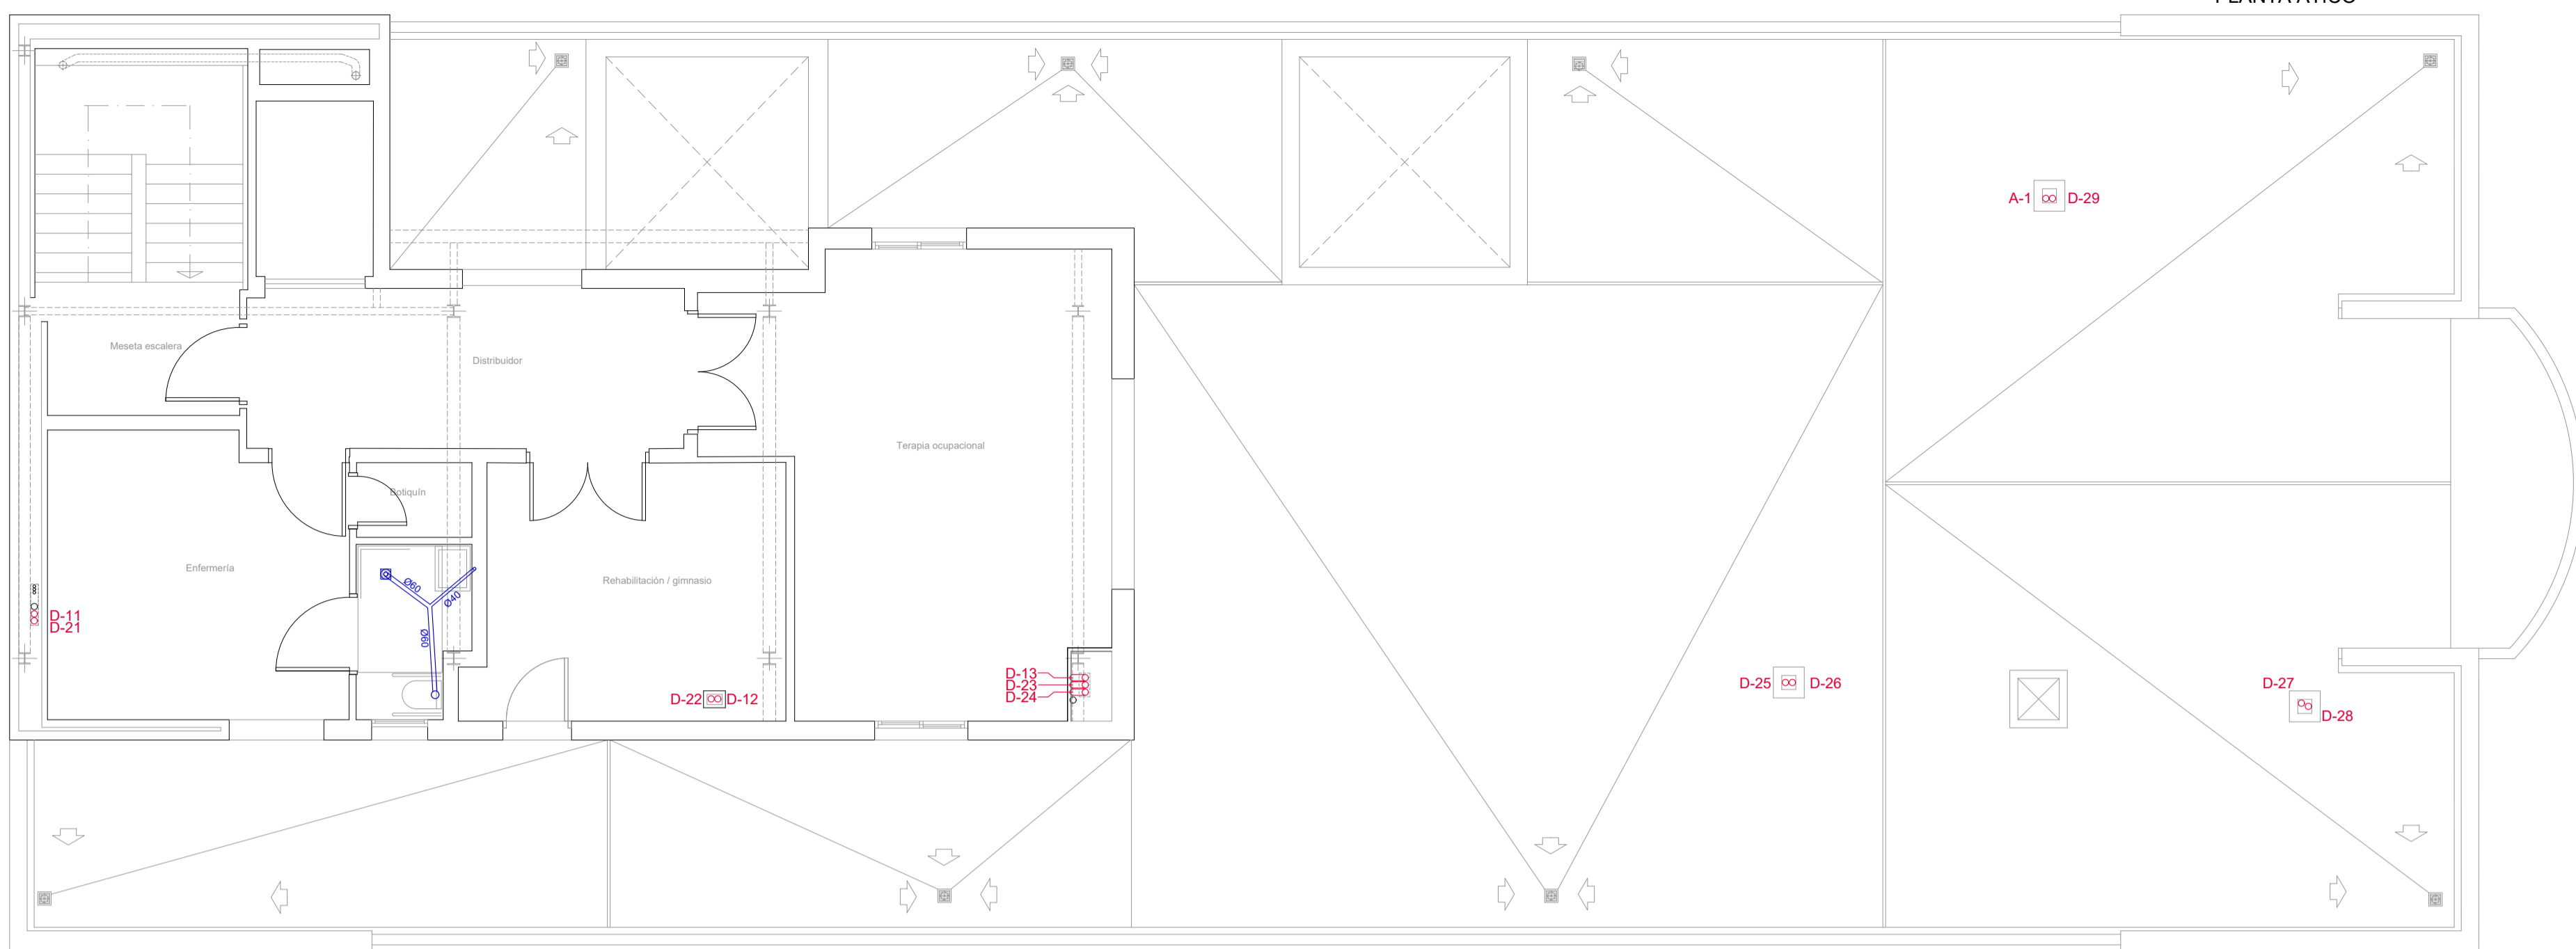 PLANTA ÁTICO
A-1 D-29
Meseta escalera
Distribuidor
Terapia ocupacional
Botiquín
Enfermería
Rehabilitación / gimnasio
Ø60
Ø40
Ø60
D-11
D-21
D-13
D-23
D-24
D-22 D-12
D-25 D-26
D-27
D-28